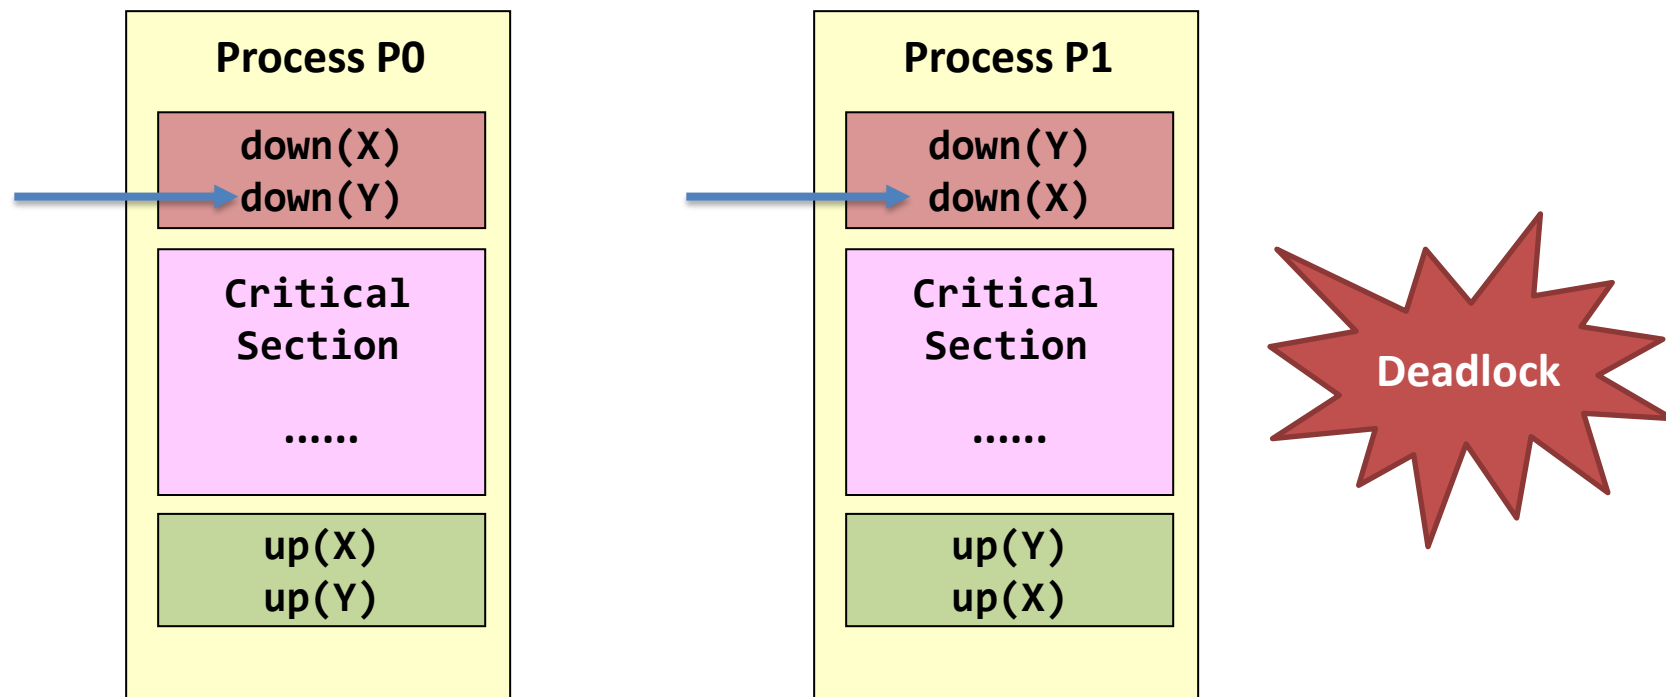 Process P0
down(X)
down(Y)
Critical
Section
......
up(X)
up(Y)
Process P1
down(Y)
down(X)
Critical
Section
......
up(Y)
up(X)
Deadlock